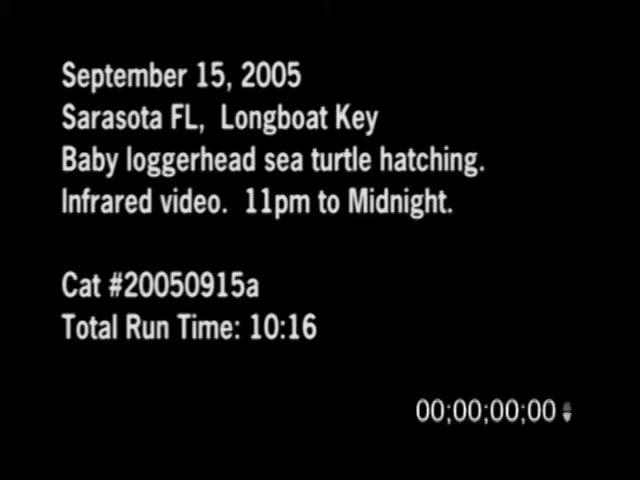 September 15, 2005
Sarasota FL, Longboat Key
Baby loggerhead sea turtle hatching.
Infrared video. 11pm to Midnight.
Cat #20050915a
Total Run Time: 10:16
00;00;00;00